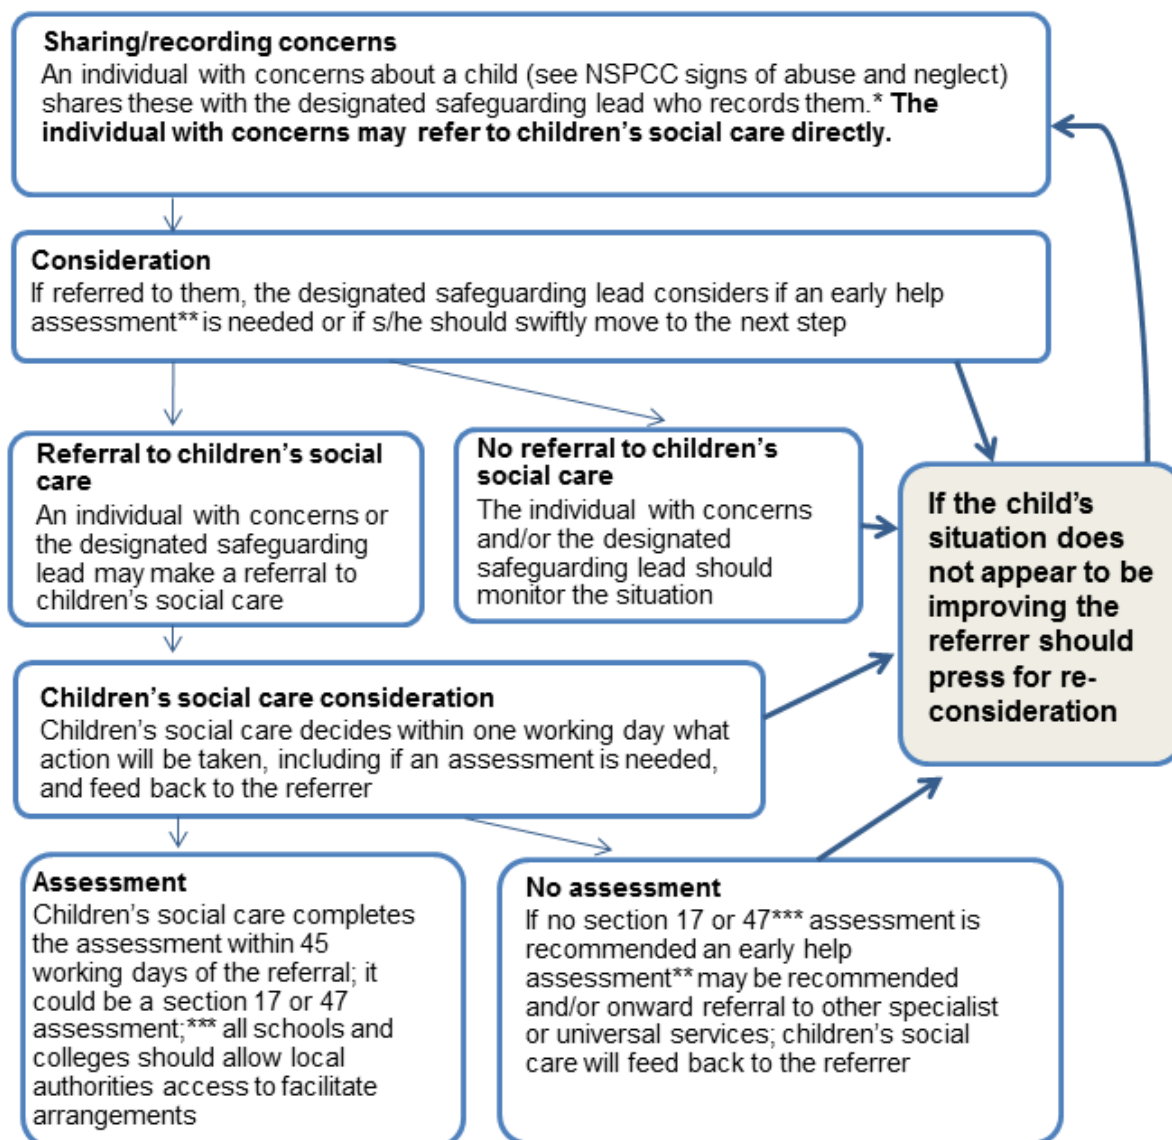 Sharing/recording concerns
An individual with concerns about a child (see NSPCC signs of abuse and neglect)
shares these with the designated safeguarding lead who records them.* The
individual with concerns may refer to children's social care directly.
Consideration
If referred to them, the designated safeguarding lead considers if an early help
assessment** is needed or if s/he should swiftly move to the next step
Referral to children's social
care
An individual with concerns or
the designated safeguarding
lead may make a referral to
children's social care
No referral to children's
social care
The individual with concerns
and/or the designated
safeguarding lead should
monitor the situation
If the child's
situation does
not appear to be
improving the
referrer should
press for re-
consideration
Children's social care consideration
Children's social care decides within one working day what
action will be taken, including if an assessment is needed,
and feed back to the referrer
Assessment
Children's social care completes
the assessment within 45
working days of the referral; it
could be a section 17 or 47
assessment;*** all schools and
colleges should allow local
authorities access to facilitate
arrangements
No assessment
If no section 17 or 47*** assessment is
recommended an early help
assessment** may be recommended
and/or onward referral to other specialist
or universal services; children's social
care will feed back to the referrer